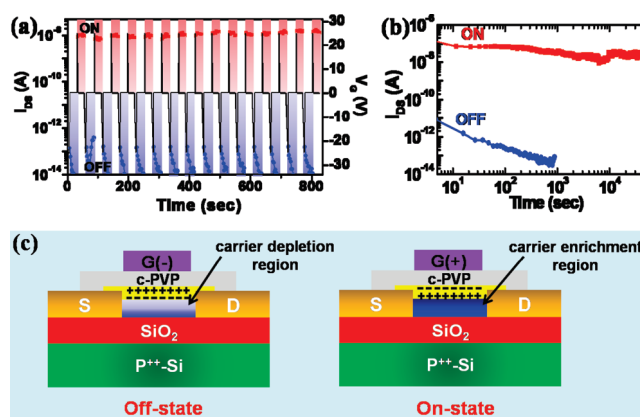 (a)
ON
OFF
I_DS (A)
10⁻⁸
10⁻¹⁰
10⁻¹²
10⁻¹⁴
0 200 400 600 800
Time (sec)
30
20
10
0
-10
-20
-30
V_G (V)
(b)
ON
OFF
I_DS (A)
10⁻⁶
10⁻⁸
10⁻¹⁰
10⁻¹²
10⁻¹⁴
10¹ 10² 10³ 10⁴
Time (sec)
(c)
G(-)
c-PVP
carrier depletion
region
+++++++
S
D
SiO₂
P⁺⁺-Si
Off-state
G(+)
c-PVP
carrier enrichment
region
+++++++
S
D
SiO₂
P⁺⁺-Si
On-state